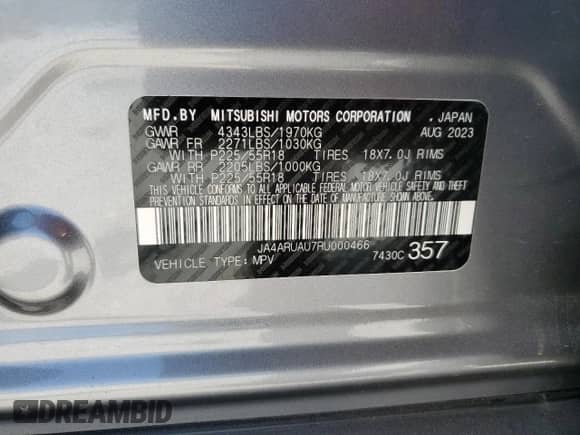 MFD.BY MITSUBISHI MOTORS CORPORATION , JAPAN
GVWR 4343LBS/1970KG AUG 2023
GAWR FR 2271LBS/1030KG
WITH P225/55R18 TIRES 18X7.0J RIMS
GAWR RR 2205LBS/1000KG
WITH P225/55R18 TIRES 18X7.0J RIMS
THIS VEHICLE CONFORMS TO ALL APPLICABLE FEDERAL MOTOR VEHICLE SAFETY AND THEFT
PREVENTION STANDARDS IN EFFECT ON THE DATE OF MANUFACTURE SHOWN ABOVE.
JA4ARUAU7RU000466
VEHICLE TYPE: MPV 7430C 357
DREAMBID